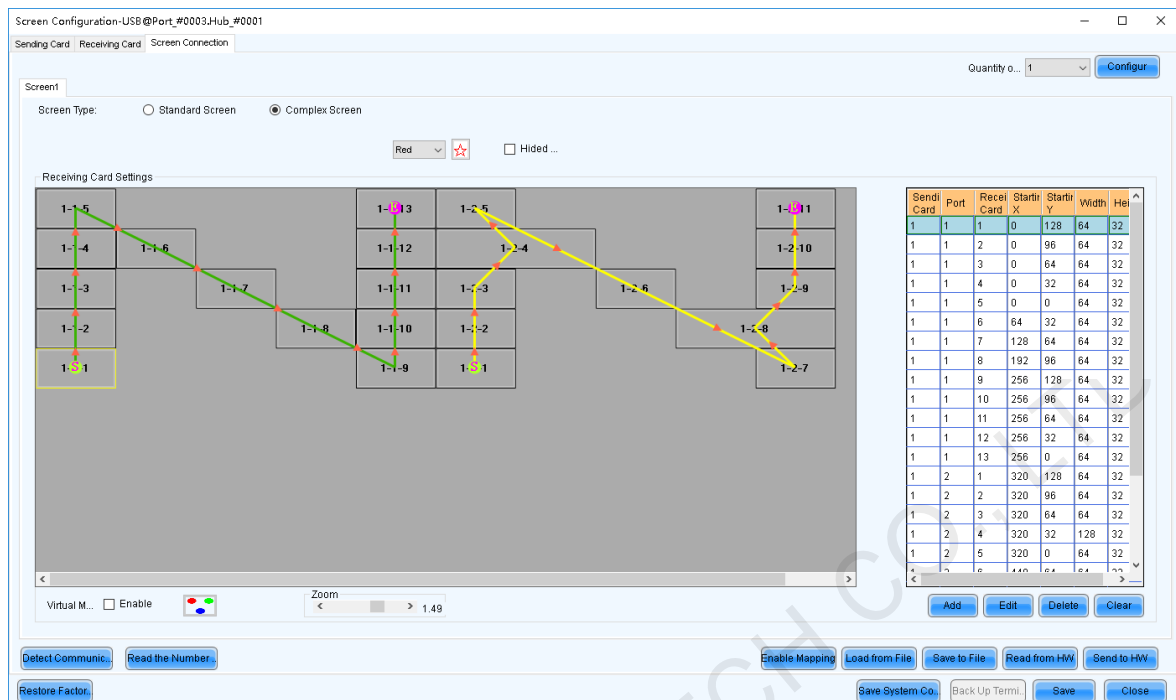 Screen Configuration-USB@Port_#0003.Hub_#0001
Sending Card Receiving Card Screen Connection
Quantity o... 1 Configur
Screen1
Screen Type: Standard Screen Complex Screen
Red Hided ...
Receiving Card Settings
1-1-5 1-1-13 1-2-5 1-2-11
1-1-4 1-1-6 1-1-12 1-2-4 1-2-10
1-1-3 1-1-7 1-1-11 1-2-3 1-2-6 1-2-9
1-1-2 1-1-8 1-1-10 1-2-2 1-2-8
1-S-1 1-1-9 1-S-1 1-2-7
Sendi Card Port Recei Card Startir X Startir Y Width Hei
1 1 1 0 128 64 32
1 1 2 0 96 64 32
1 1 3 0 64 64 32
1 1 4 0 32 64 32
1 1 5 0 0 64 32
1 1 6 64 32 64 32
1 1 7 128 64 64 32
1 1 8 192 96 64 32
1 1 9 256 128 64 32
1 1 10 256 96 64 32
1 1 11 256 64 64 32
1 1 12 256 32 64 32
1 1 13 256 0 64 32
1 2 1 320 128 64 32
1 2 2 320 96 64 32
1 2 3 320 64 64 32
1 2 4 320 32 128 32
1 2 5 320 0 64 32
1 2 6 448 64 64 32
Virtual M... Enable
Zoom
1.49
Add Edit Delete Clear
Detect Communic.. Read the Number .. Enable Mapping Load from File Save to File Read from HW Send to HW
Restore Factor.. Save System Co.. Back Up Termi.. Save Close
TECH CO., LTD